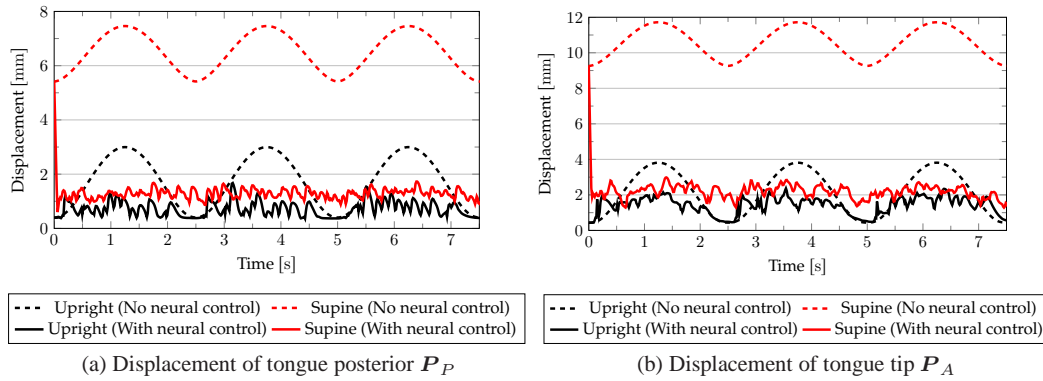 8
6
4
2
0
Displacement [mm]
0 1 2 3 4 5 6 7
Time [s]
Upright (No neural control) Supine (No neural control)
Upright (With neural control) Supine (With neural control)
(a) Displacement of tongue posterior P_P
12
10
8
6
4
2
0
Displacement [mm]
0 1 2 3 4 5 6 7
Time [s]
Upright (No neural control) Supine (No neural control)
Upright (With neural control) Supine (With neural control)
(b) Displacement of tongue tip P_A